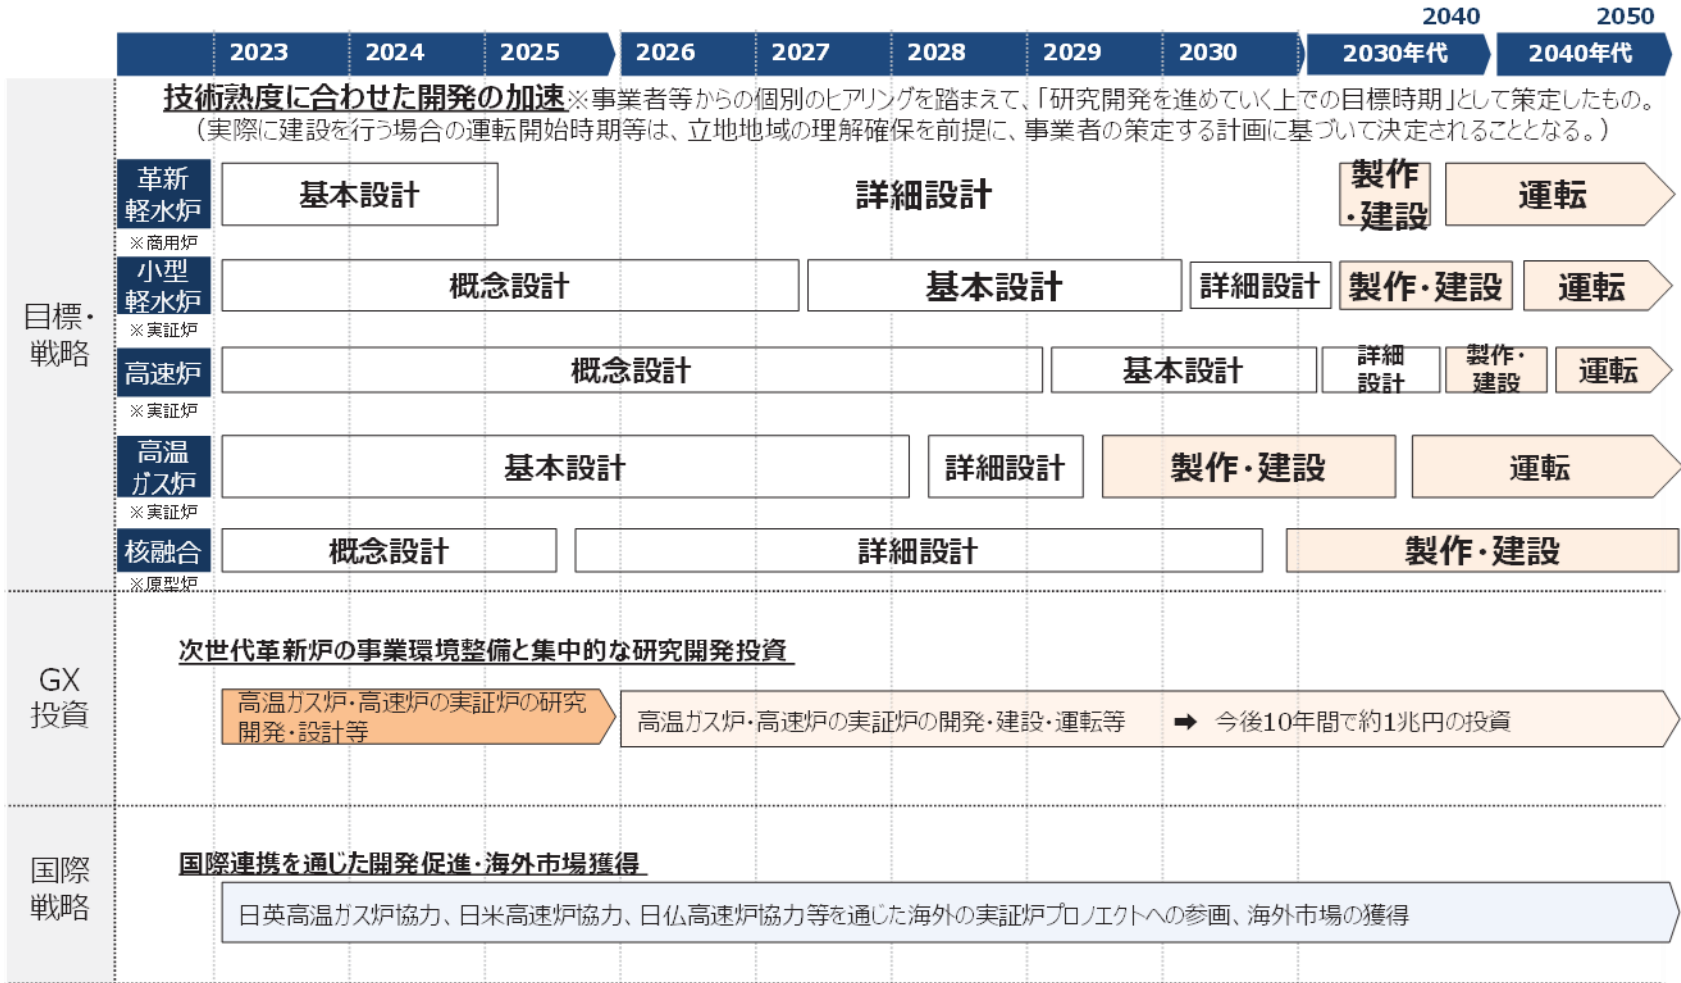 2040 2050
2023 2024 2025 2026 2027 2028 2029 2030 2030年代 2040年代
技術熟度に合わせた開発の加速※事業者等からの個別のヒアリングを踏まえて、「研究開発を進めていく上での目標時期」として策定したもの。
（実際に建設を行う場合の運転開始時期等は、立地地域の理解確保を前提に、事業者の策定する計画に基づいて決定されることとなる。）
目標・
戦略
革新
軽水炉
※商用炉
基本設計
詳細設計
製作
・建設
運転
小型
軽水炉
※実証炉
概念設計
基本設計
詳細設計
製作・建設
運転
高速炉
※実証炉
概念設計
基本設計
詳細
設計
製作・
建設
運転
高温
ガス炉
※実証炉
基本設計
詳細設計
製作・建設
運転
核融合
※原型炉
概念設計
詳細設計
製作・建設
GX
投資
次世代革新炉の事業環境整備と集中的な研究開発投資
高温ガス炉・高速炉の実証炉の研究
開発・設計等
高温ガス炉・高速炉の実証炉の開発・建設・運転等 ➡ 今後10年間で約1兆円の投資
国際
戦略
国際連携を通じた開発促進・海外市場獲得
日英高温ガス炉協力、日米高速炉協力、日仏高速炉協力等を通じた海外の実証炉プロジェクトへの参画、海外市場の獲得